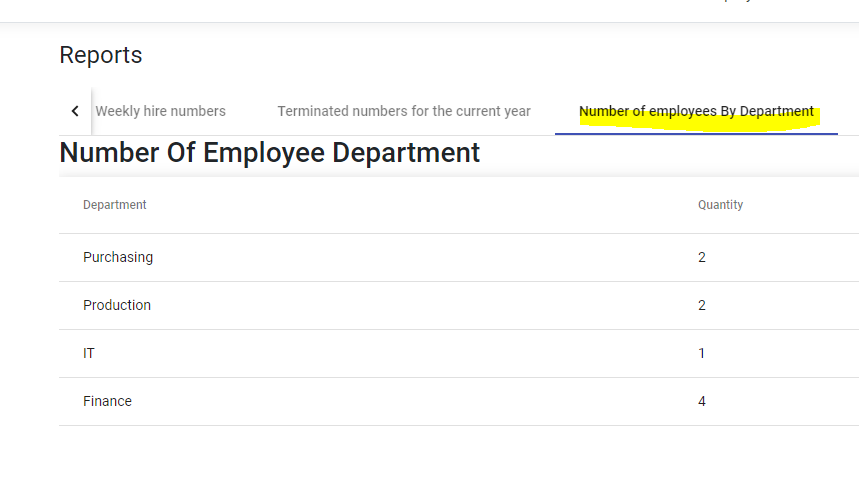 Reports
Weekly hire numbers Terminated numbers for the current year Number of employees By Department
Number Of Employee Department
Department Quantity
Purchasing 2
Production 2
IT 1
Finance 4